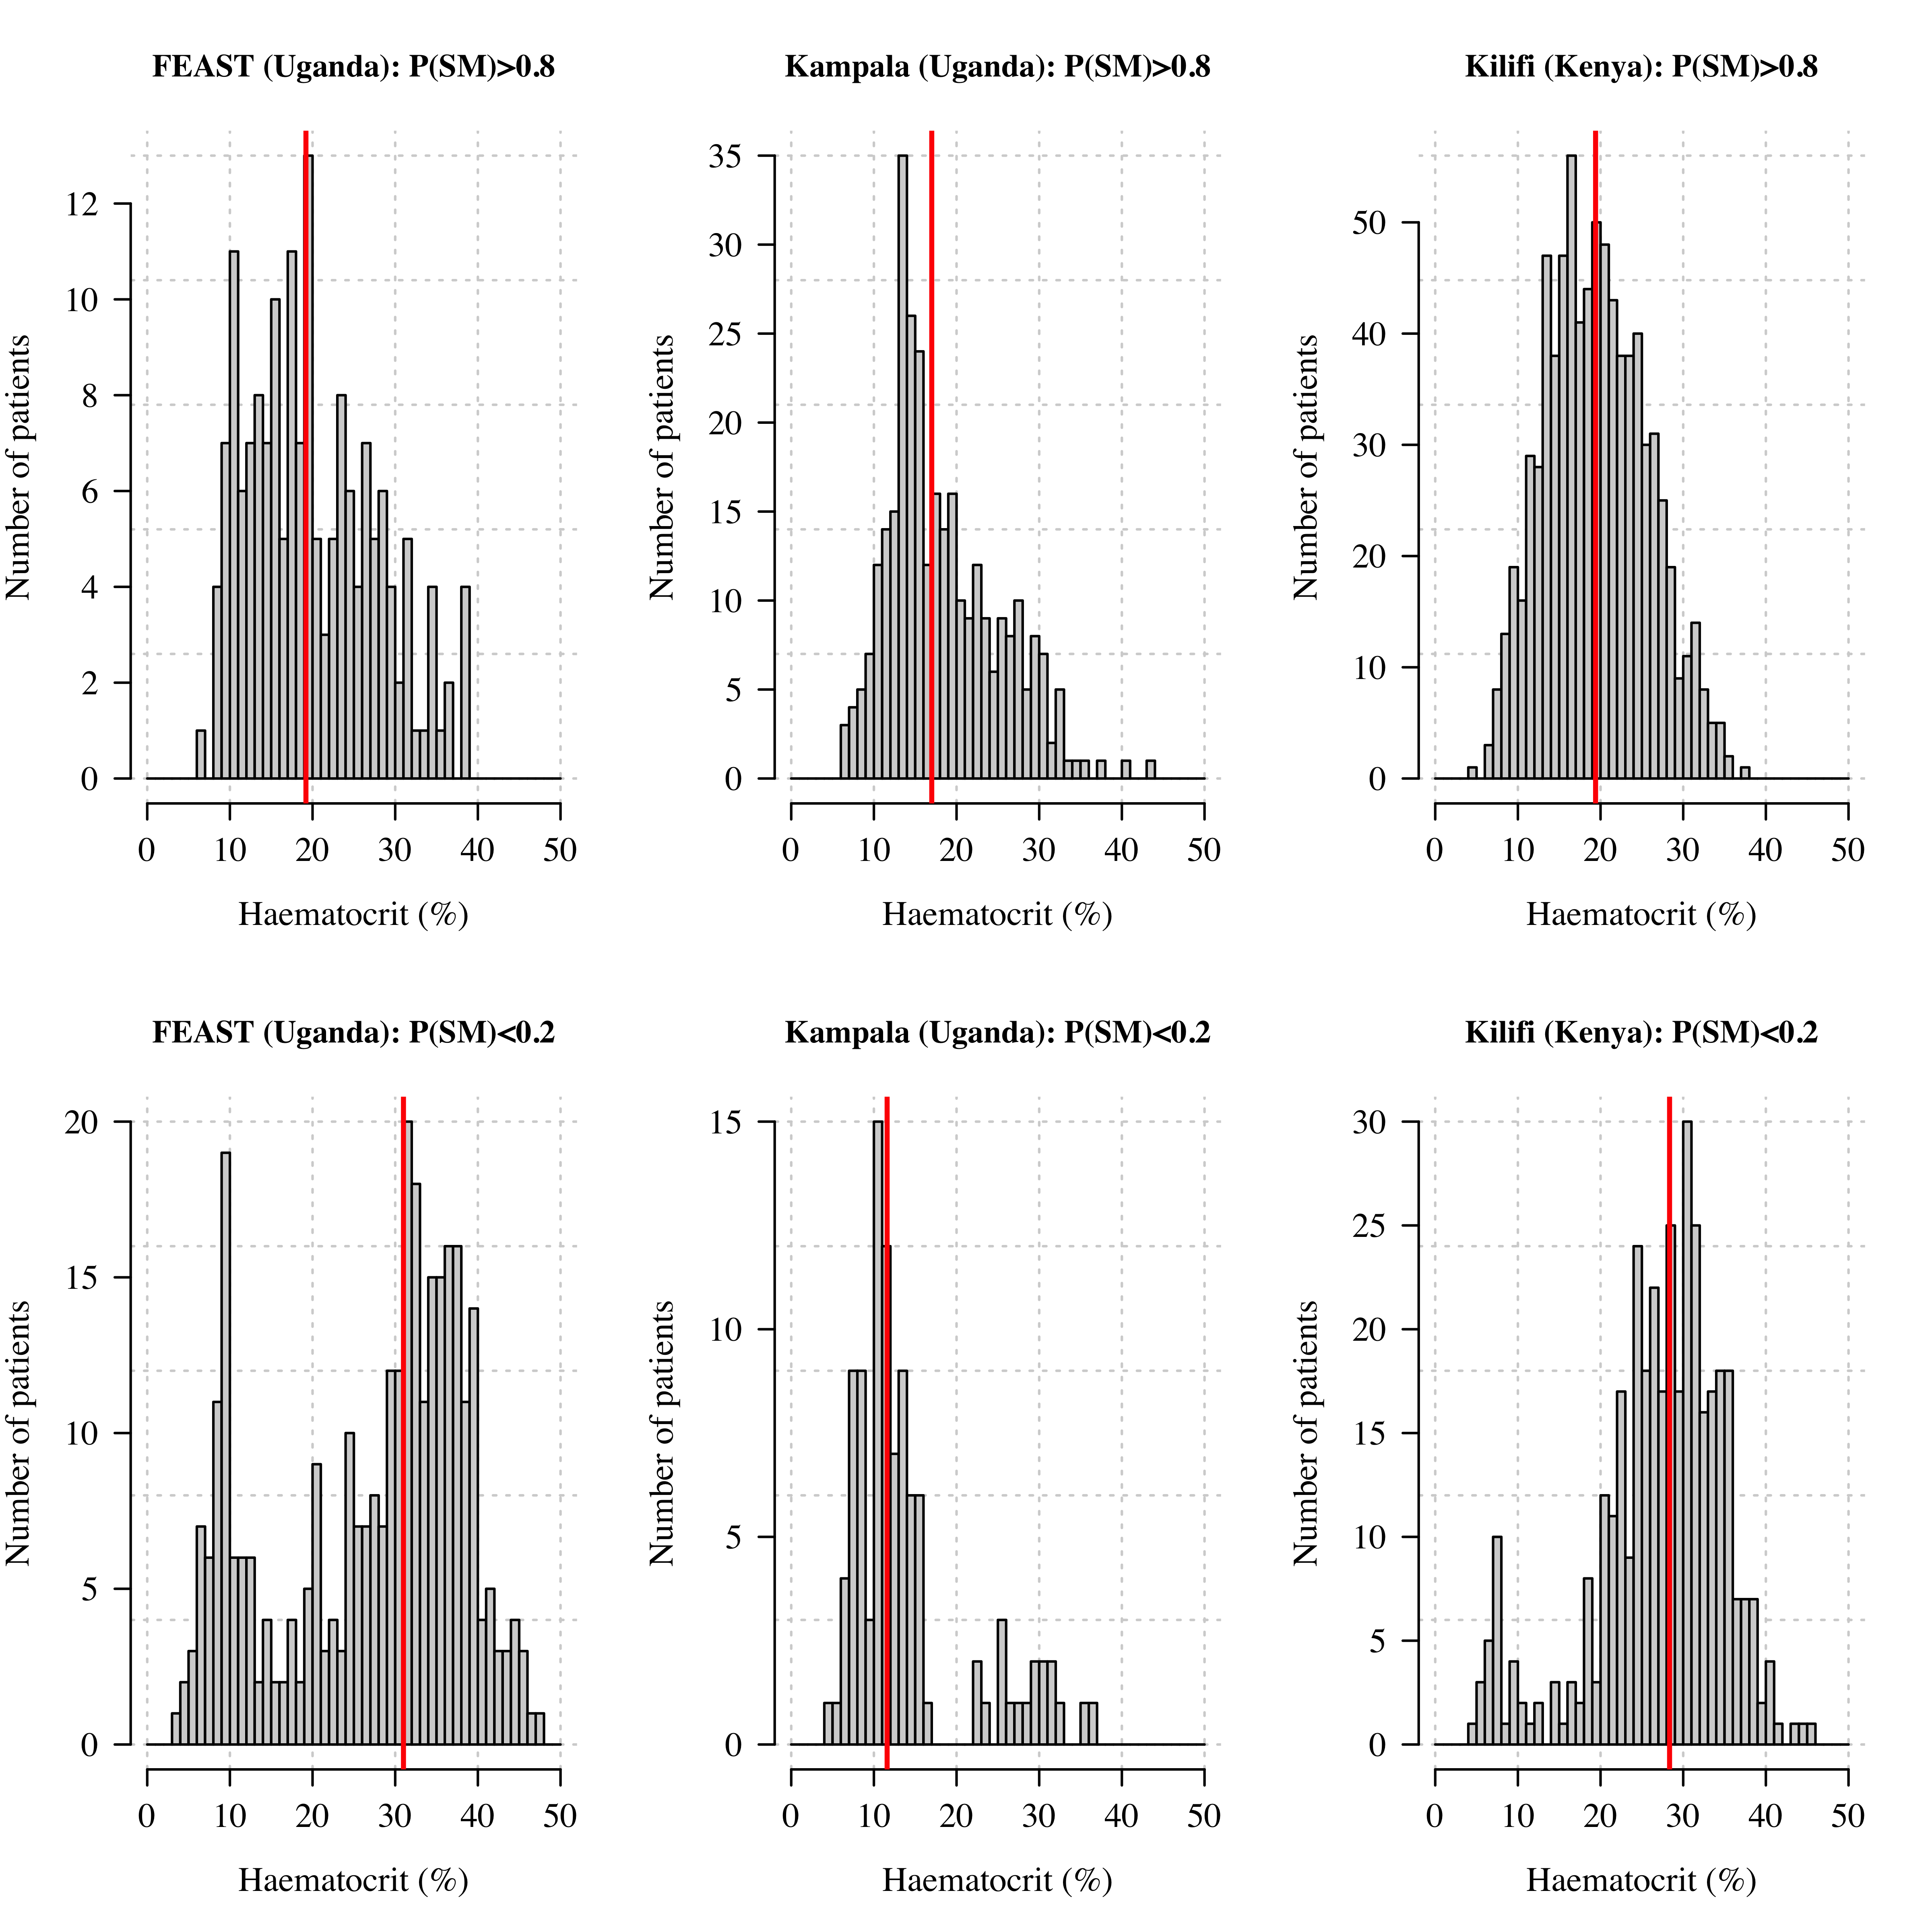 FEAST (Uganda): P(SM)>0.8
Number of patients
0
2
4
6
8
10
12
0 10 20 30 40 50
Haematocrit (%)
Kampala (Uganda): P(SM)>0.8
Number of patients
0
5
10
15
20
25
30
35
0 10 20 30 40 50
Haematocrit (%)
Kilifi (Kenya): P(SM)>0.8
Number of patients
0
10
20
30
40
50
0 10 20 30 40 50
Haematocrit (%)
FEAST (Uganda): P(SM)<0.2
Number of patients
0
5
10
15
20
0 10 20 30 40 50
Haematocrit (%)
Kampala (Uganda): P(SM)<0.2
Number of patients
0
5
10
15
0 10 20 30 40 50
Haematocrit (%)
Kilifi (Kenya): P(SM)<0.2
Number of patients
0
5
10
15
20
25
30
0 10 20 30 40 50
Haematocrit (%)